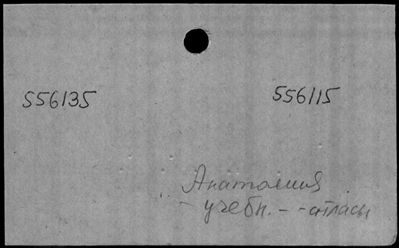 556135 556115
Анатомия
- учебн. - - атласы